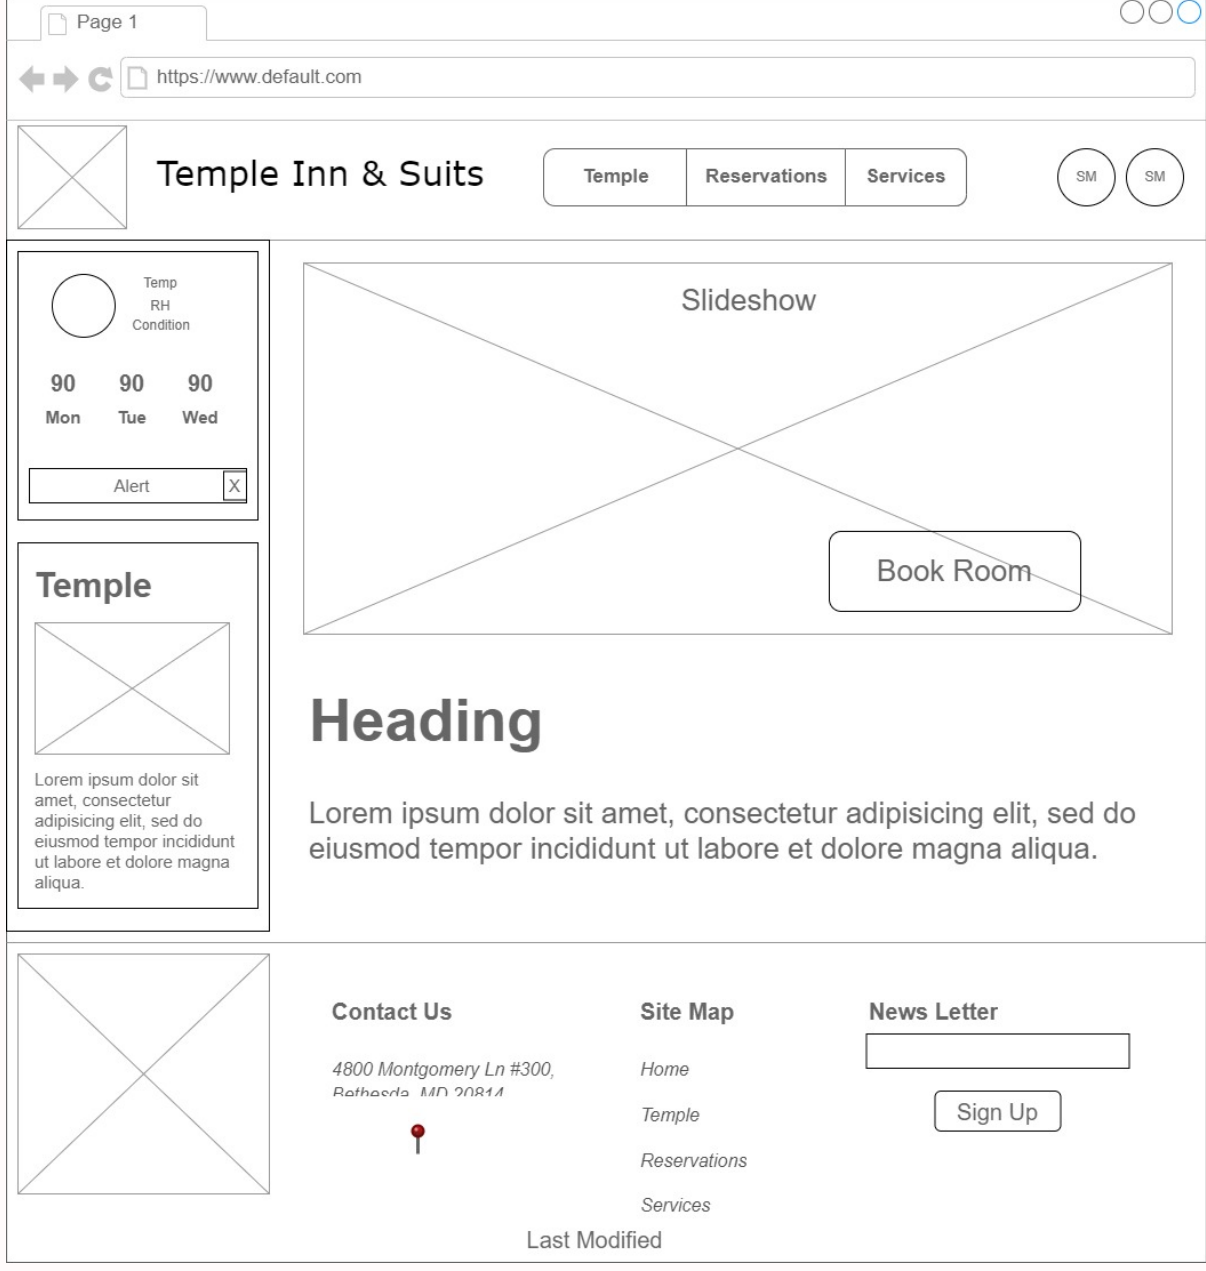 Page 1
https://www.default.com
Temple Inn & Suits
Temple
Reservations
Services
SM
SM
Temp
RH
Condition
90 90 90
Mon Tue Wed
Alert
X
Temple
Lorem ipsum dolor sit
amet, consectetur
adipisicing elit, sed do
eiusmod tempor incididunt
ut labore et dolore magna
aliqua.
Slideshow
Book Room
Heading
Lorem ipsum dolor sit amet, consectetur adipisicing elit, sed do
eiusmod tempor incididunt ut labore et dolore magna aliqua.
Contact Us
4800 Montgomery Ln #300,
Bethesda, MD 20814
Site Map
Home
Temple
Reservations
Services
News Letter
Sign Up
Last Modified